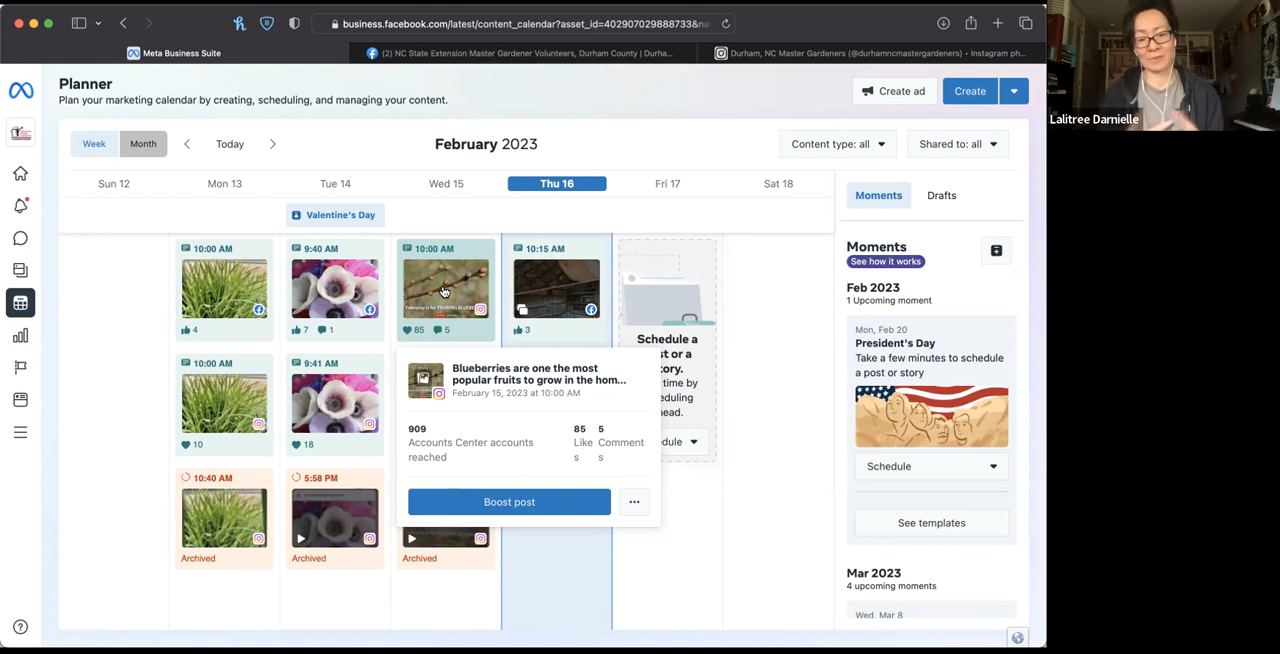 business.facebook.com/latest/content_calendar?asset_id=402907029888733&na
Meta Business Suite
(2) NC State Extension Master Gardener Volunteers, Durham County | Durha...
Durham, NC Master Gardeners (@durhamncmastergardeners) • Instagram ph...
Lalitree Darnielle
Planner
Plan your marketing calendar by creating, scheduling, and managing your content.
Create ad
Create
Week
Month
Today
February 2023
Content type: all
Shared to: all
Sun 12
Mon 13
Tue 14
Wed 15
Thu 16
Fri 17
Sat 18
Valentine's Day
10:00 AM
9:40 AM
10:00 AM
10:15 AM
February is for PRUNING BLUEBE
4
7
1
85
5
3
Schedule a
st or a
ory.
time by
eduling
ead.
edule
10:00 AM
9:41 AM
10
18
10:40 AM
5:58 PM
Archived
Archived
Archived
Blueberries are one the most
popular fruits to grow in the hom...
February 15, 2023 at 10:00 AM
909
Accounts Center accounts
reached
85
Like
s
5
Comment
s
Boost post
Moments
Drafts
Moments
See how it works
Feb 2023
1 Upcoming moment
Mon, Feb 20
President's Day
Take a few minutes to schedule
a post or story
Schedule
See templates
Mar 2023
4 upcoming moments
Wed, Mar 8